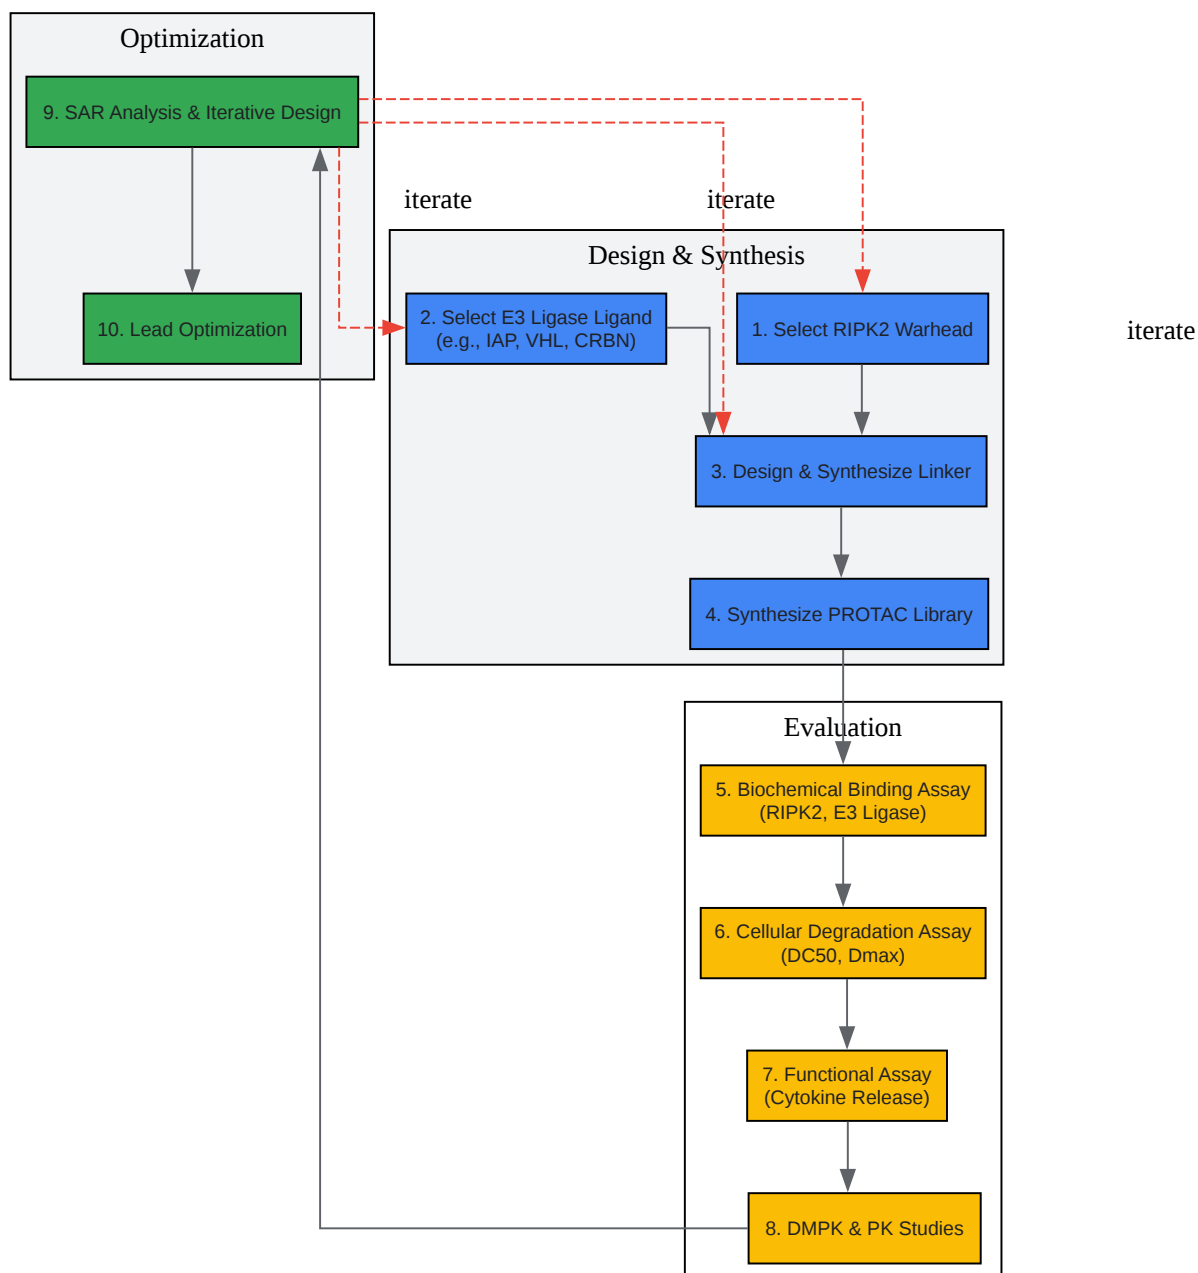 Optimization
9. SAR Analysis & Iterative Design
iterate
iterate
Design & Synthesis
10. Lead Optimization
2. Select E3 Ligase Ligand
(e.g., IAP, VHL, CRBN)
1. Select RIPK2 Warhead
iterate
3. Design & Synthesize Linker
4. Synthesize PROTAC Library
Evaluation
5. Biochemical Binding Assay
(RIPK2, E3 Ligase)
6. Cellular Degradation Assay
(DC50, Dmax)
7. Functional Assay
(Cytokine Release)
8. DMPK & PK Studies